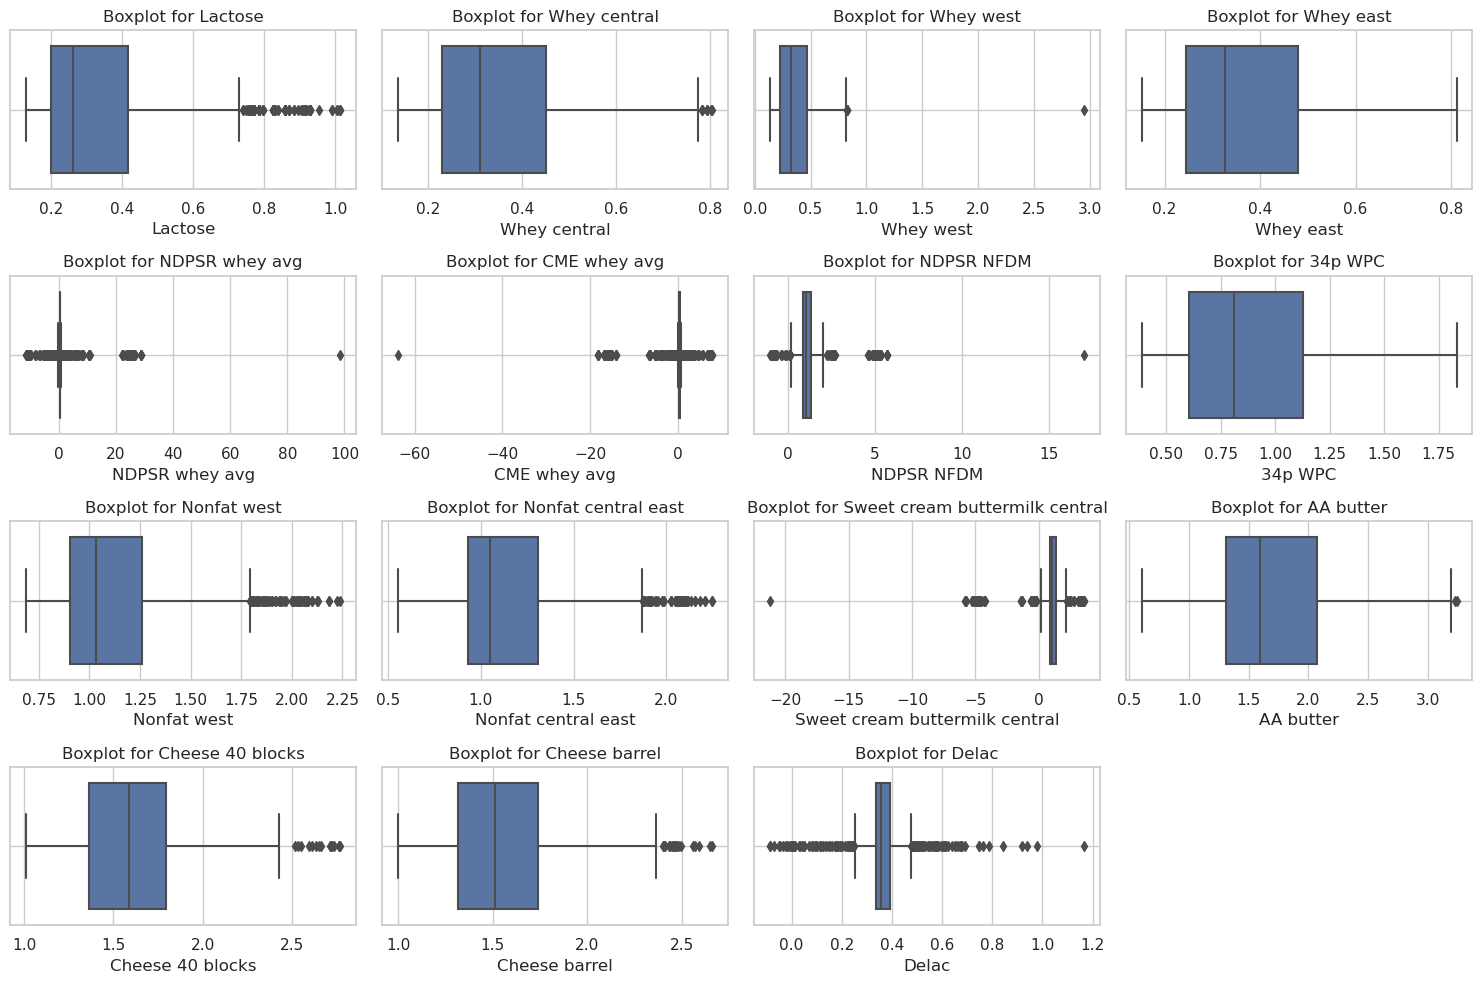 Boxplot for Lactose Boxplot for Whey central Boxplot for Whey west Boxplot for Whey east
0.2 0.4 0.6 0.8 1.0 0.2 0.4 0.6 0.8 0.0 0.5 1.0 1.5 2.0 2.5 3.0 0.2 0.4 0.6 0.8
Lactose Whey central Whey west Whey east
Boxplot for NDPSR whey avg Boxplot for CME whey avg Boxplot for NDPSR NFDM Boxplot for 34p WPC
0 20 40 60 80 100 −60 −40 −20 0 0 5 10 15 0.50 0.75 1.00 1.25 1.50 1.75
NDPSR whey avg CME whey avg NDPSR NFDM 34p WPC
Boxplot for Nonfat west Boxplot for Nonfat central east Boxplot for Sweet cream buttermilk central Boxplot for AA butter
0.75 1.00 1.25 1.50 1.75 2.00 2.25 0.5 1.0 1.5 2.0 −20 −15 −10 −5 0 0.5 1.0 1.5 2.0 2.5 3.0
Nonfat west Nonfat central east Sweet cream buttermilk central AA butter
Boxplot for Cheese 40 blocks Boxplot for Cheese barrel Boxplot for Delac
1.0 1.5 2.0 2.5 1.0 1.5 2.0 2.5 0.0 0.2 0.4 0.6 0.8 1.0 1.2
Cheese 40 blocks Cheese barrel Delac